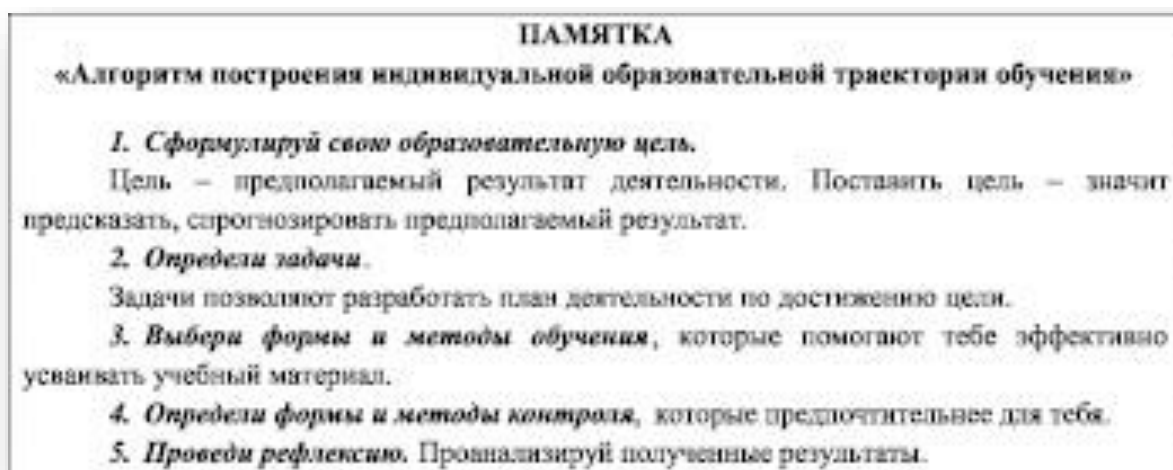 ПАМЯТКА
«Алгоритм построения индивидуальной образовательной траектории обучения»
1. Сформулируй свою образовательную цель.
Цель – предполагаемый результат деятельности. Поставить цель – значит
предсказать, спрогнозировать предполагаемый результат.
2. Определи задачи.
Задачи позволяют разработать план деятельности по достижению цели.
3. Выбери формы и методы обучения, которые помогают тебе эффективно
усваивать учебный материал.
4. Определи формы и методы контроля, которые предпочтительнее для тебя.
5. Проведи рефлексию. Проанализируй полученные результаты.